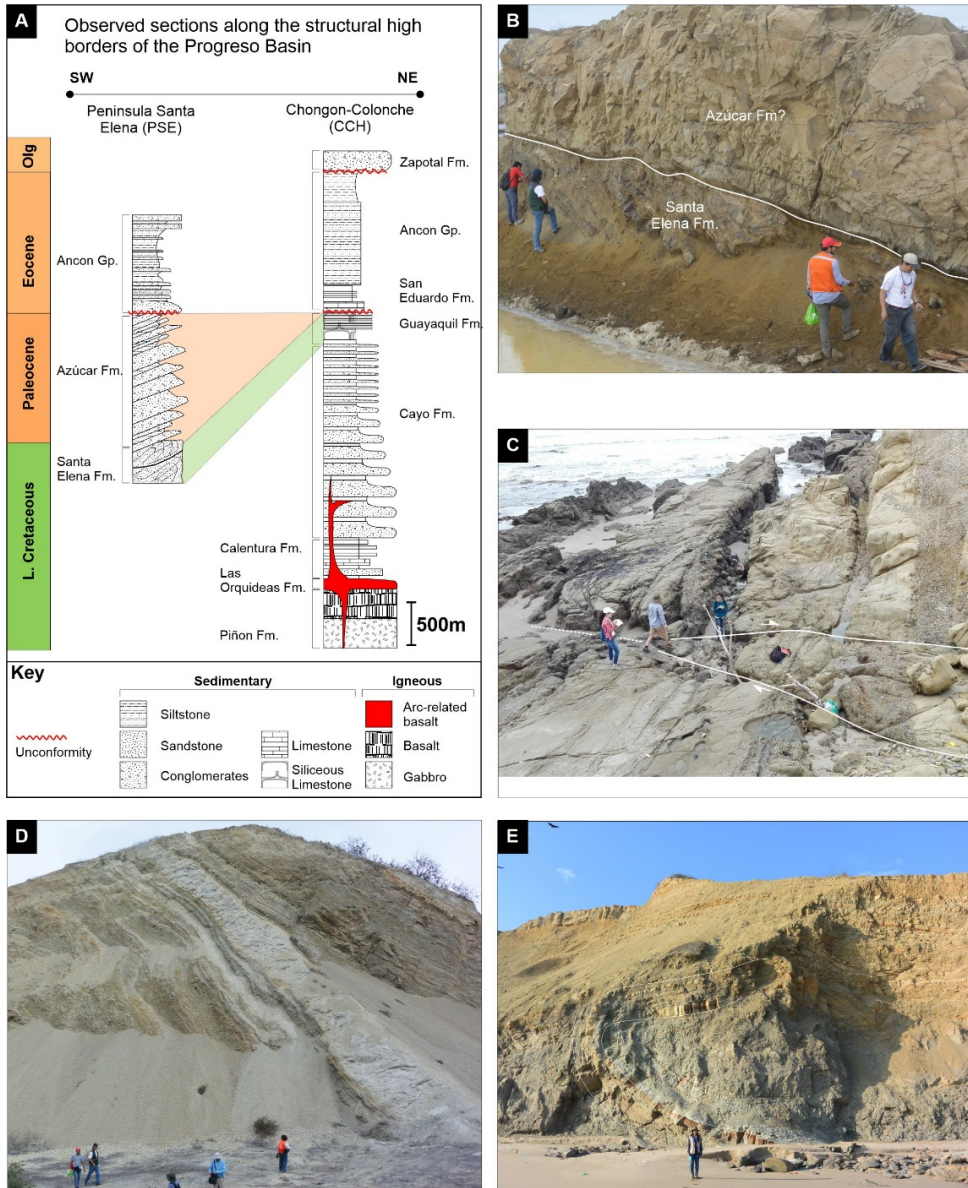 A
Observed sections along the structural high
borders of the Progreso Basin
SW
NE
Peninsula Santa
Elena (PSE)
Chongon-Colonche
(CCH)
Olg
Eocene
Paleocene
L. Cretaceous
Ancon Gp.
Azúcar Fm.
Santa
Elena Fm.
Zapotal Fm.
Ancon Gp.
San
Eduardo Fm.
Guayaquil Fm.
Cayo Fm.
Calentura Fm.
Las
Orquideas Fm.
Piñon Fm.
500m
Key
Sedimentary
Igneous
Unconformity
Siltstone
Sandstone
Conglomerates
Limestone
Siliceous
Limestone
Arc-related
basalt
Basalt
Gabbro
B
Azúcar Fm?
Santa
Elena Fm.
C
D
E